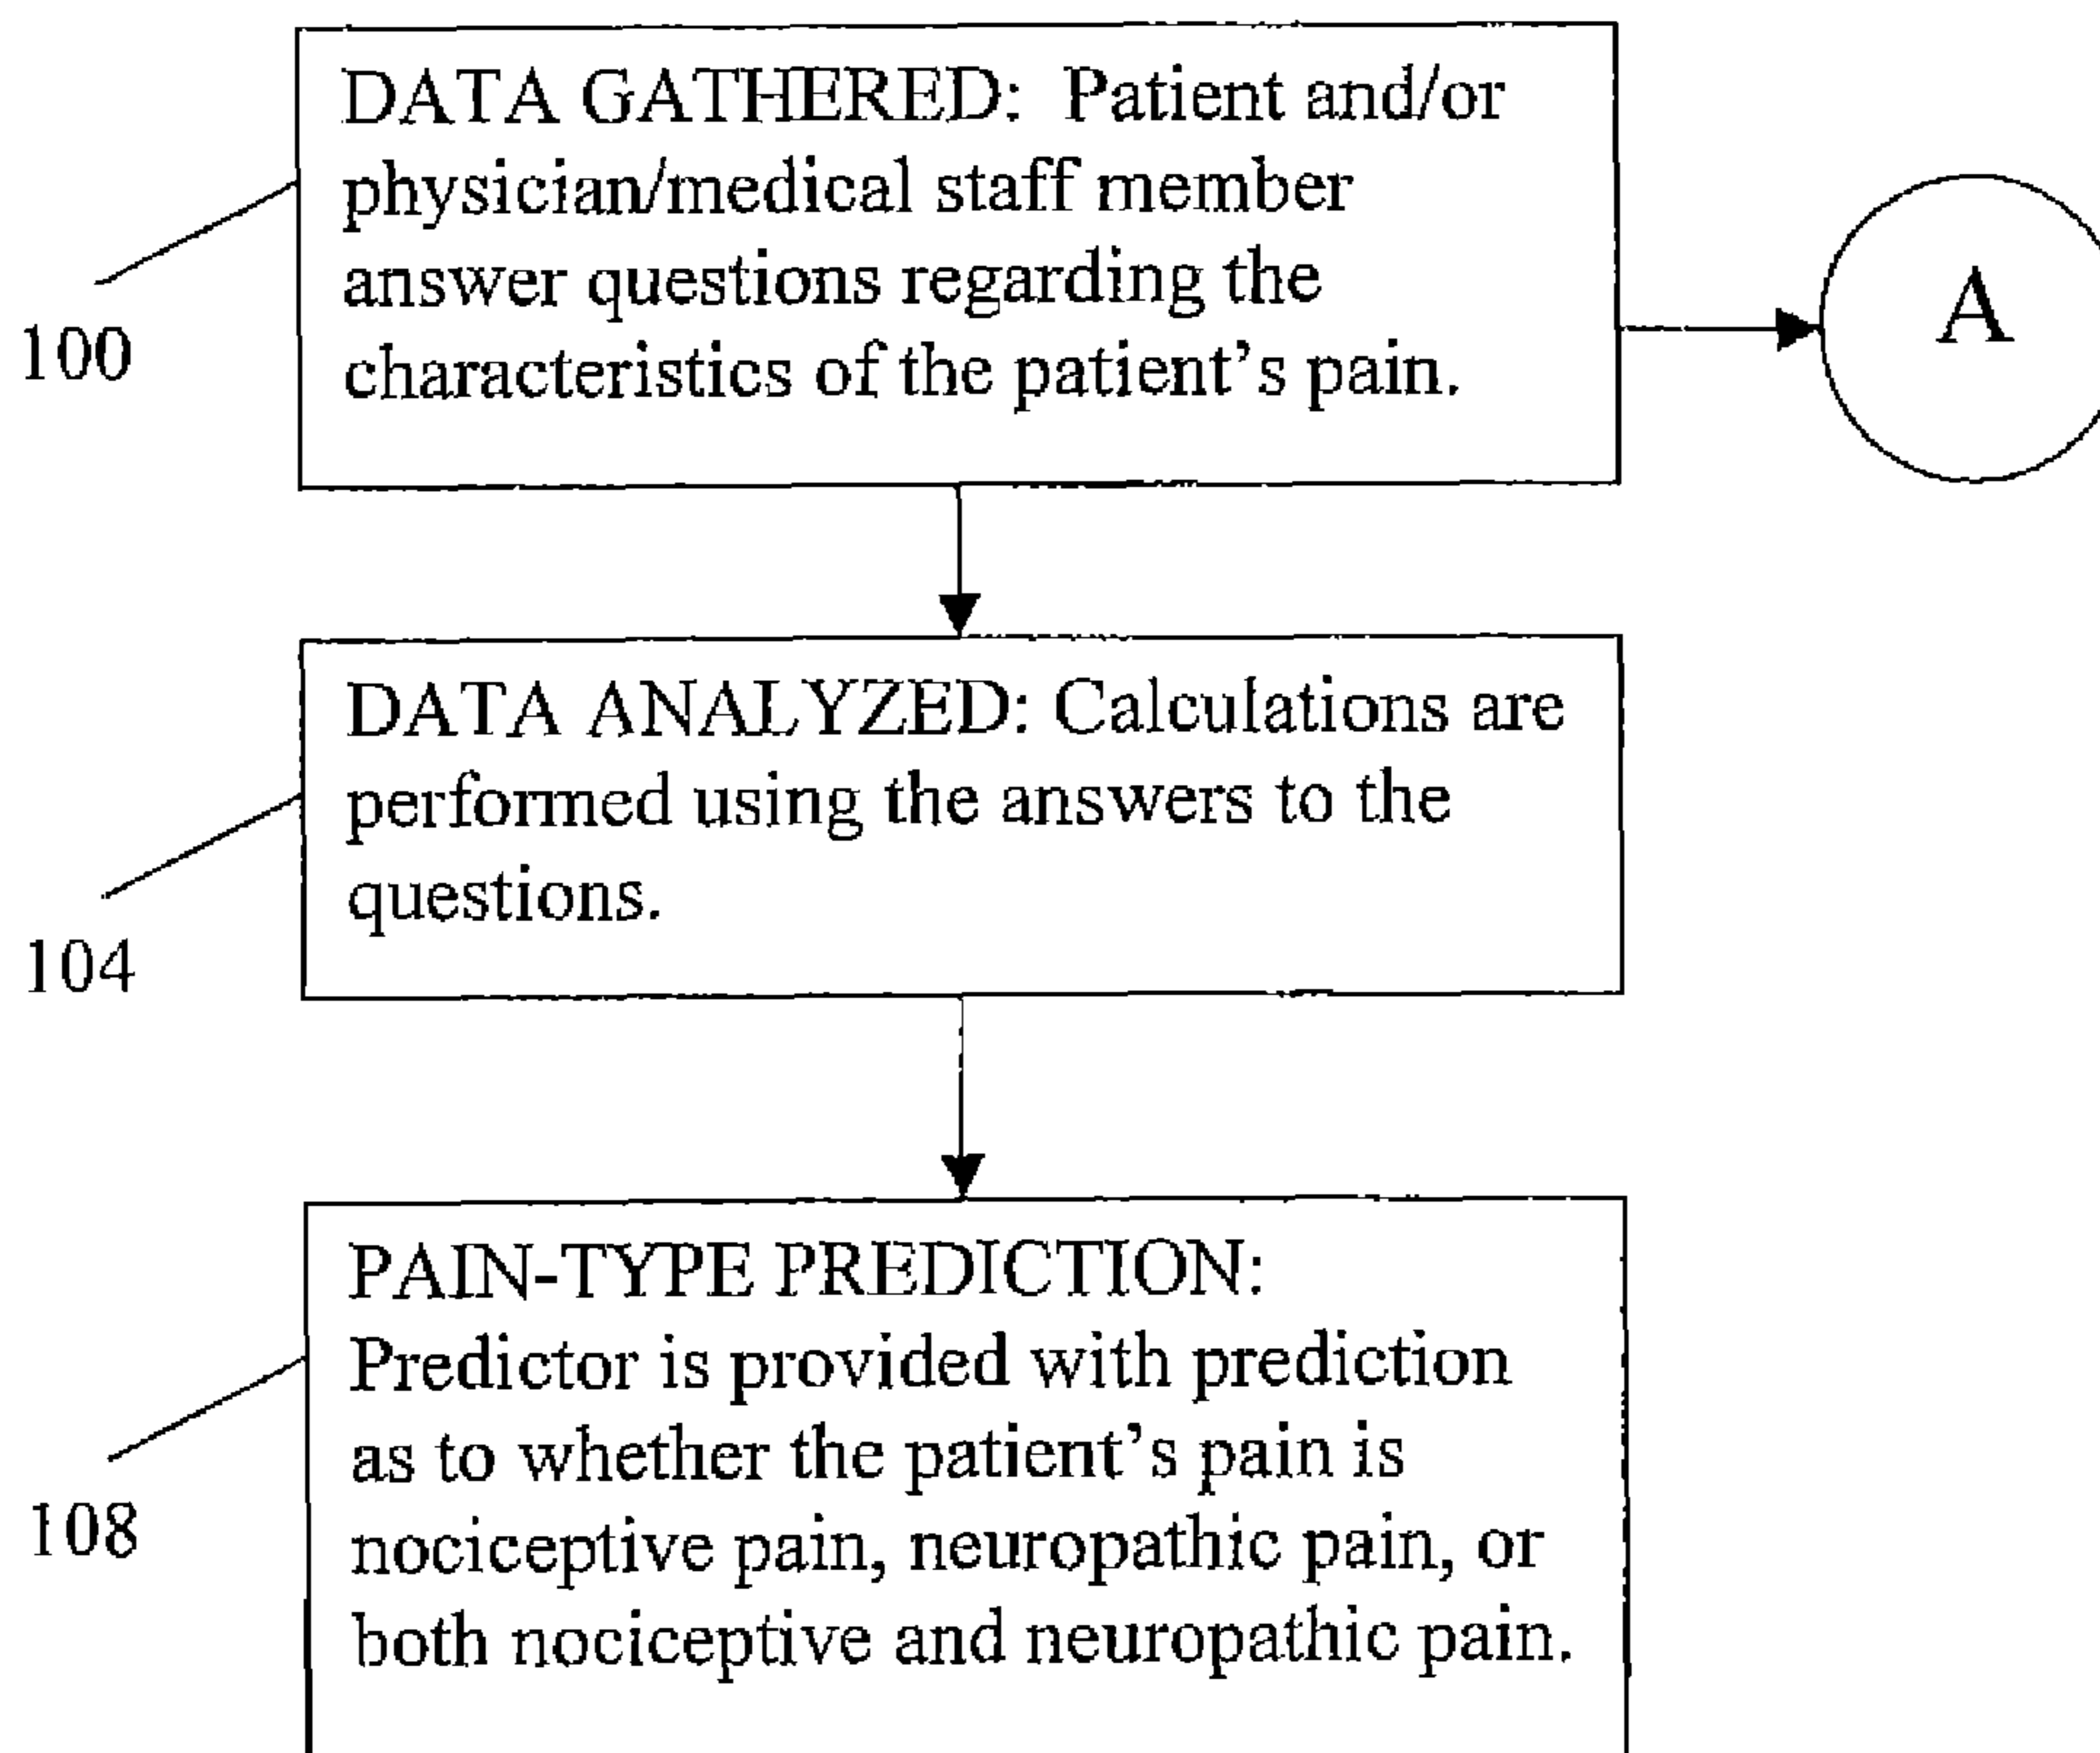 DATA GATHERED: Patient and/or
physician/medical staff member
answer questions regarding the
characteristics of the patient's pain.
100
A
DATA ANALYZED: Calculations are
performed using the answers to the
questions.
104
PAIN-TYPE PREDICTION:
Predictor is provided with prediction
as to whether the patient's pain is
nociceptive pain, neuropathic pain, or
both nociceptive and neuropathic pain.
108